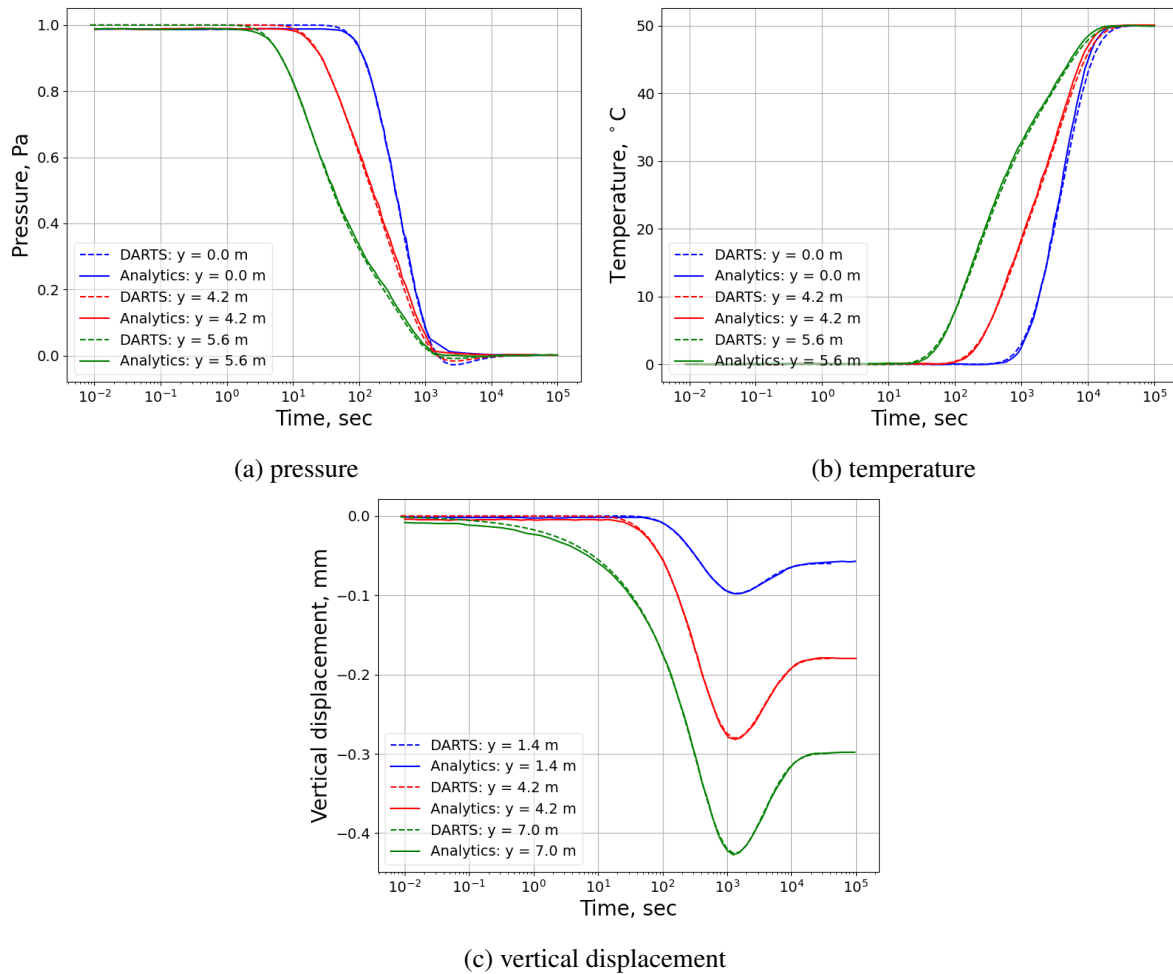 1.0
0.8
0.6
0.4
0.2
0.0
Pressure, Pa
DARTS: y = 0.0 m
Analytics: y = 0.0 m
DARTS: y = 4.2 m
Analytics: y = 4.2 m
DARTS: y = 5.6 m
Analytics: y = 5.6 m
10⁻² 10⁻¹ 10⁰ 10¹ 10² 10³ 10⁴ 10⁵
Time, sec
(a) pressure
50
40
30
20
10
0
Temperature, °C
DARTS: y = 0.0 m
Analytics: y = 0.0 m
DARTS: y = 4.2 m
Analytics: y = 4.2 m
DARTS: y = 5.6 m
Analytics: y = 5.6 m
10⁻² 10⁻¹ 10⁰ 10¹ 10² 10³ 10⁴ 10⁵
Time, sec
(b) temperature
0.0
−0.1
−0.2
−0.3
−0.4
Vertical displacement, mm
DARTS: y = 1.4 m
Analytics: y = 1.4 m
DARTS: y = 4.2 m
Analytics: y = 4.2 m
DARTS: y = 7.0 m
Analytics: y = 7.0 m
10⁻² 10⁻¹ 10⁰ 10¹ 10² 10³ 10⁴ 10⁵
Time, sec
(c) vertical displacement